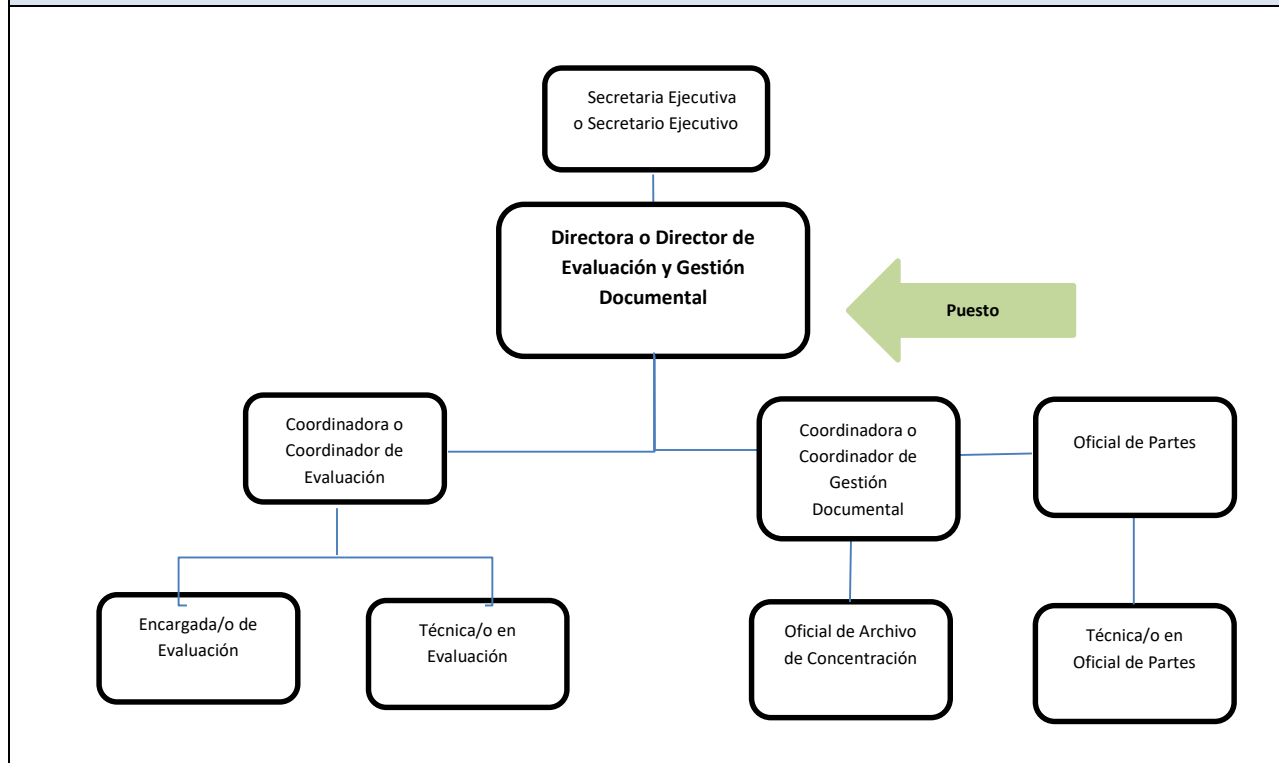 Secretaria Ejecutiva
o Secretario Ejecutivo
Directora o Director de
Evaluación y Gestión
Documental
Puesto
Coordinadora o
Coordinador de
Evaluación
Coordinadora o
Coordinador de
Gestión
Documental
Oficial de Partes
Encargada/o de
Evaluación
Técnica/o en
Evaluación
Oficial de Archivo
de Concentración
Técnica/o en
Oficial de Partes